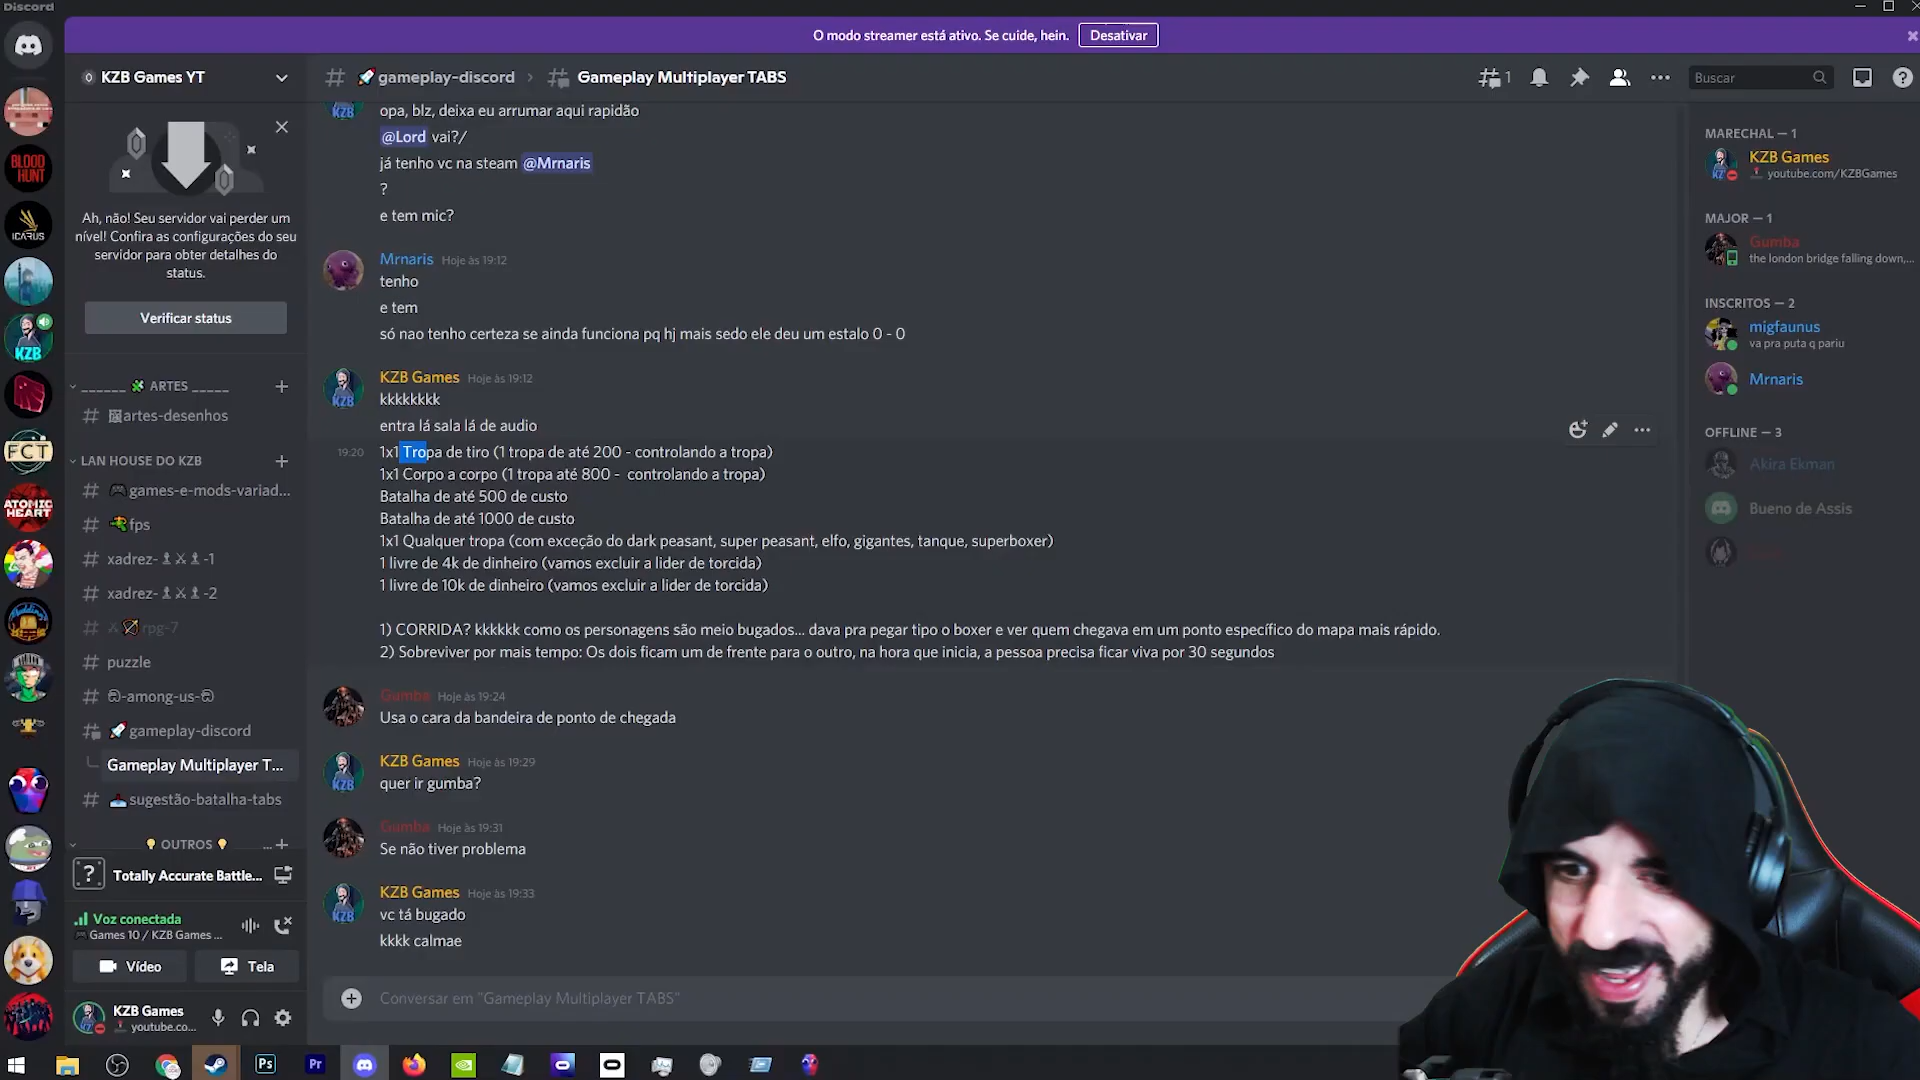 Discord
O modo streamer está ativo. Se cuide, hein.
Desativar
KZB Games YT
gameplay-discord
Gameplay Multiplayer TABS
1
Buscar
BLOOD HUNT
ICARUS
KZB
FCT
ATOMIC HEART
Ah, não! Seu servidor vai perder um
nível! Confira as configurações do seu
servidor para obter detalhes do
status.
Verificar status
______ ARTES _____
artes-desenhos
LAN HOUSE DO KZB
games-e-mods-variad...
fps
xadrez-♟⚔♟-1
xadrez-♟⚔♟-2
rpg-7
puzzle
ඞ-among-us-ඞ
gameplay-discord
Gameplay Multiplayer T...
sugestão-batalha-tabs
OUTROS
...
Totally Accurate Battle...
Voz conectada
Games 10 / KZB Games ...
Vídeo
Tela
KZB Games
youtube.co...
opa, blz, deixa eu arrumar aqui rapidão
@Lord vai?/
já tenho vc na steam @Mrnaris
?
e tem mic?
Mrnaris Hoje às 19:12
tenho
e tem
só nao tenho certeza se ainda funciona pq hj mais sedo ele deu um estalo 0 - 0
KZB Games Hoje às 19:12
kkkkkkkk
entra lá sala lá de audio
19:20 1x1 Tropa de tiro (1 tropa de até 200 - controlando a tropa)
1x1 Corpo a corpo (1 tropa até 800 - controlando a tropa)
Batalha de até 500 de custo
Batalha de até 1000 de custo
1x1 Qualquer tropa (com exceção do dark peasant, super peasant, elfo, gigantes, tanque, superboxer)
1 livre de 4k de dinheiro (vamos excluir a lider de torcida)
1 livre de 10k de dinheiro (vamos excluir a lider de torcida)
1) CORRIDA? kkkkkk como os personagens são meio bugados... dava pra pegar tipo o boxer e ver quem chegava em um ponto específico do mapa mais rápido.
2) Sobreviver por mais tempo: Os dois ficam um de frente para o outro, na hora que inicia, a pessoa precisa ficar viva por 30 segundos
Gumba Hoje às 19:24
Usa o cara da bandeira de ponto de chegada
KZB Games Hoje às 19:29
quer ir gumba?
Gumba Hoje às 19:31
Se não tiver problema
KZB Games Hoje às 19:33
vc tá bugado
kkkk calmae
Conversar em "Gameplay Multiplayer TABS"
MARECHAL — 1
KZB Games
youtube.com/KZBGames
MAJOR — 1
Gumba
the london bridge falling down,...
INSCRITOS — 2
migfaunus
va pra puta q pariu
Mrnaris
OFFLINE — 3
Akira Ekman
Bueno de Assis
Ps
Pr